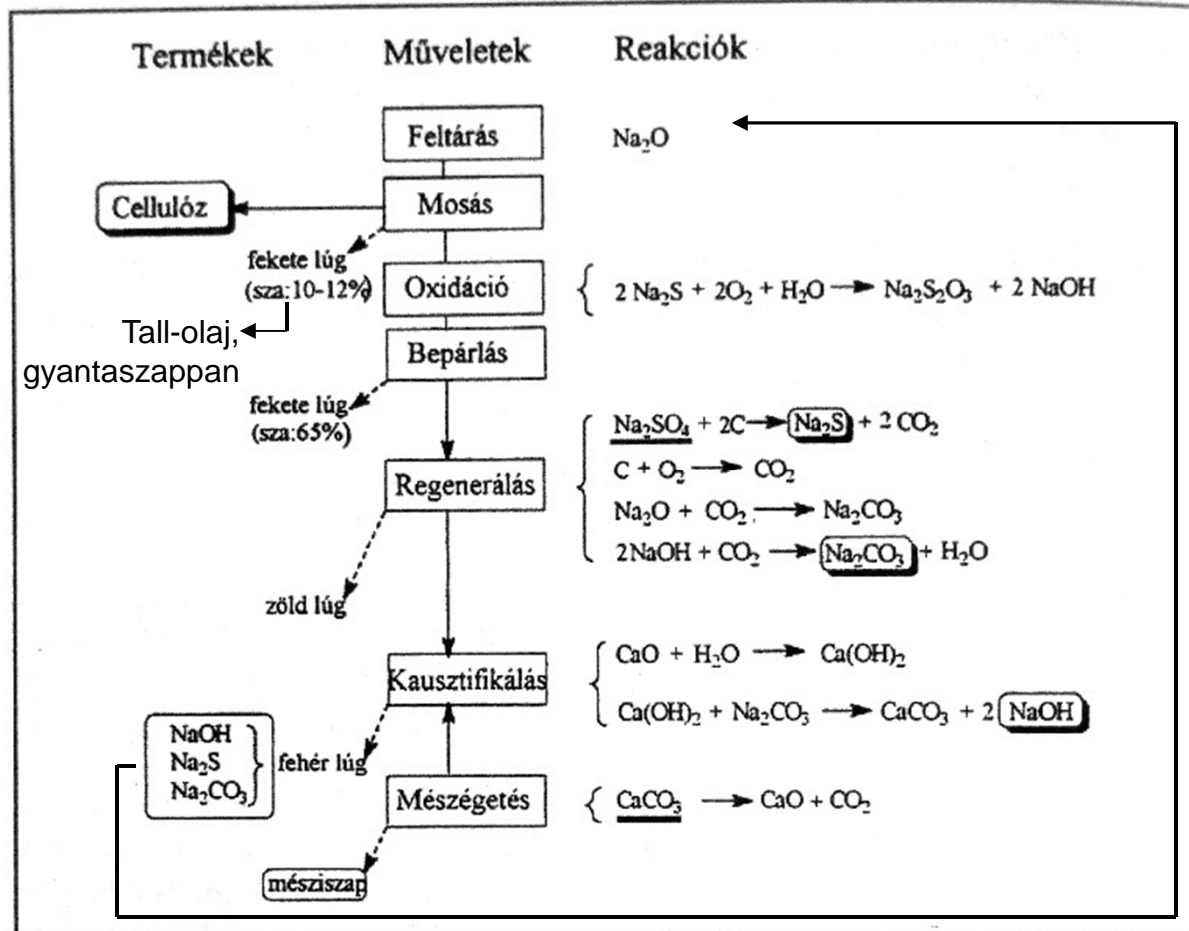 Termékek Műveletek Reakciók
Feltárás Na₂O
Cellulóz Mosás
fekete lúg
(sza:10-12%) Oxidáció { 2 Na₂S + 2O₂ + H₂O → Na₂S₂O₃ + 2 NaOH
Tall-olaj,
gyantaszappan
Bepárlás
fekete lúg
(sza:65%)
Na₂SO₄ + 2C → Na₂S + 2 CO₂
C + O₂ → CO₂
Regenerálás
Na₂O + CO₂ → Na₂CO₃
2NaOH + CO₂ → Na₂CO₃ + H₂O
zöld lúg
CaO + H₂O → Ca(OH)₂
Kausztifikálás
Ca(OH)₂ + Na₂CO₃ → CaCO₃ + 2 NaOH
NaOH
Na₂S } fehér lúg
Na₂CO₃
Mészégetés { CaCO₃ → CaO + CO₂
mésziszap